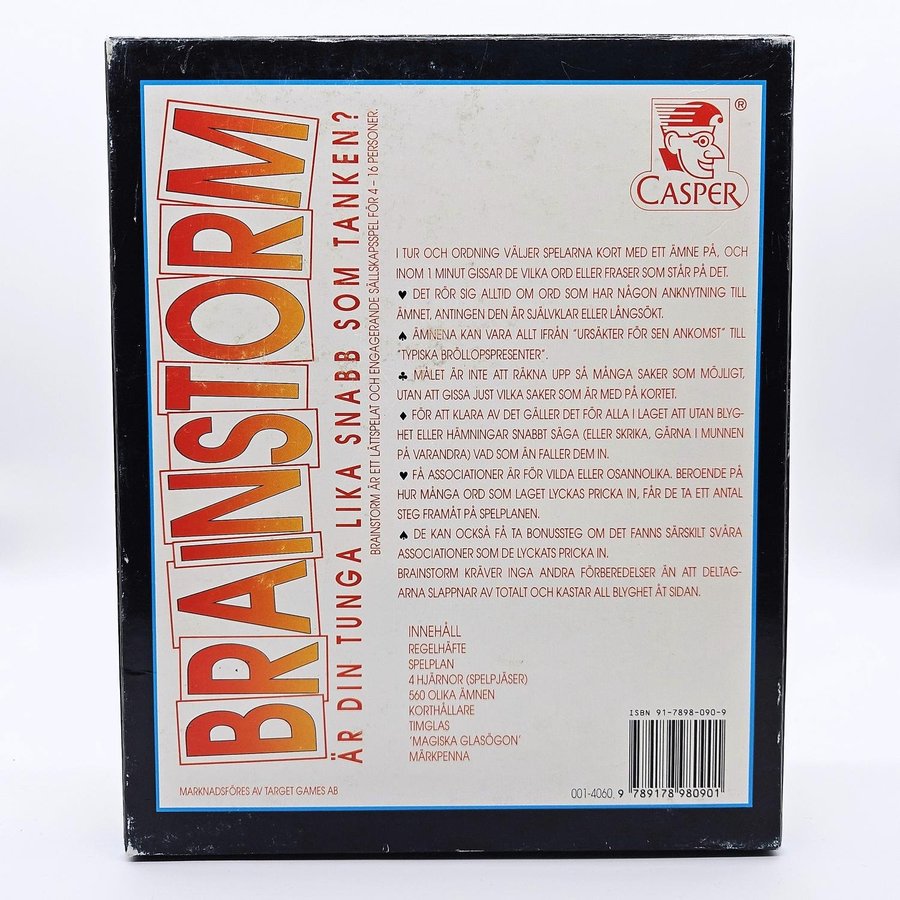 BRAINSTORM
ÄR DIN TUNGA LIKA SNABB SOM TANKEN?
BRAINSTORM ÄR ETT LÄTTSPELAT OCH ENGAGERANDE SÄLLSKAPSSPEL FÖR 4 – 16 PERSONER.
®
CASPER
I TUR OCH ORDNING VÄLJER SPELARNA KORT MED ETT ÄMNE PÅ, OCH
INOM 1 MINUT GISSAR DE VILKA ORD ELLER FRASER SOM STÅR PÅ DET.
♥ DET RÖR SIG ALLTID OM ORD SOM HAR NÅGON ANKNYTNING TILL
ÄMNET, ANTINGEN DEN ÄR SJÄLVKLAR ELLER LÅNGSÖKT.
♠ ÄMNENA KAN VARA ALLT IFRÅN "URSÄKTER FÖR SEN ANKOMST" TILL
"TYPISKA BRÖLLOPSPRESENTER".
♣ MÅLET ÄR INTE ATT RÄKNA UPP SÅ MÅNGA SAKER SOM MÖJLIGT,
UTAN ATT GISSA JUST VILKA SAKER SOM ÄR MED PÅ KORTET.
♦ FÖR ATT KLARA AV DET GÄLLER DET FÖR ALLA I LAGET ATT UTAN BLYG-
HET ELLER HÄMNINGAR SNABBT SÄGA (ELLER SKRIKA, GÄRNA I MUNNEN
PÅ VARANDRA) VAD SOM ÄN FALLER DEM IN.
♥ FÅ ASSOCIATIONER ÄR FÖR VILDA ELLER OSANNOLIKA. BEROENDE PÅ
HUR MÅNGA ORD SOM LAGET LYCKAS PRICKA IN, FÅR DE TA ETT ANTAL
STEG FRAMÅT PÅ SPELPLANEN.
♠ DE KAN OCKSÅ FÅ TA BONUSSTEG OM DET FANNS SÄRSKILT SVÅRA
ASSOCIATIONER SOM DE LYCKATS PRICKA IN.
BRAINSTORM KRÄVER INGA ANDRA FÖRBEREDELSER ÄN ATT DELTAG-
ARNA SLAPPNAR AV TOTALT OCH KASTAR ALL BLYGHET ÅT SIDAN.
INNEHÅLL
REGELHÄFTE
SPELPLAN
4 HJÄRNOR (SPELPJÄSER)
560 OLIKA ÄMNEN
KORTHÅLLARE
TIMGLAS
'MAGISKA GLASÖGON'
MÄRKPENNA
MARKNADSFÖRES AV TARGET GAMES AB
ISBN 91-7898-090-9
001-4060
9 789178 980901